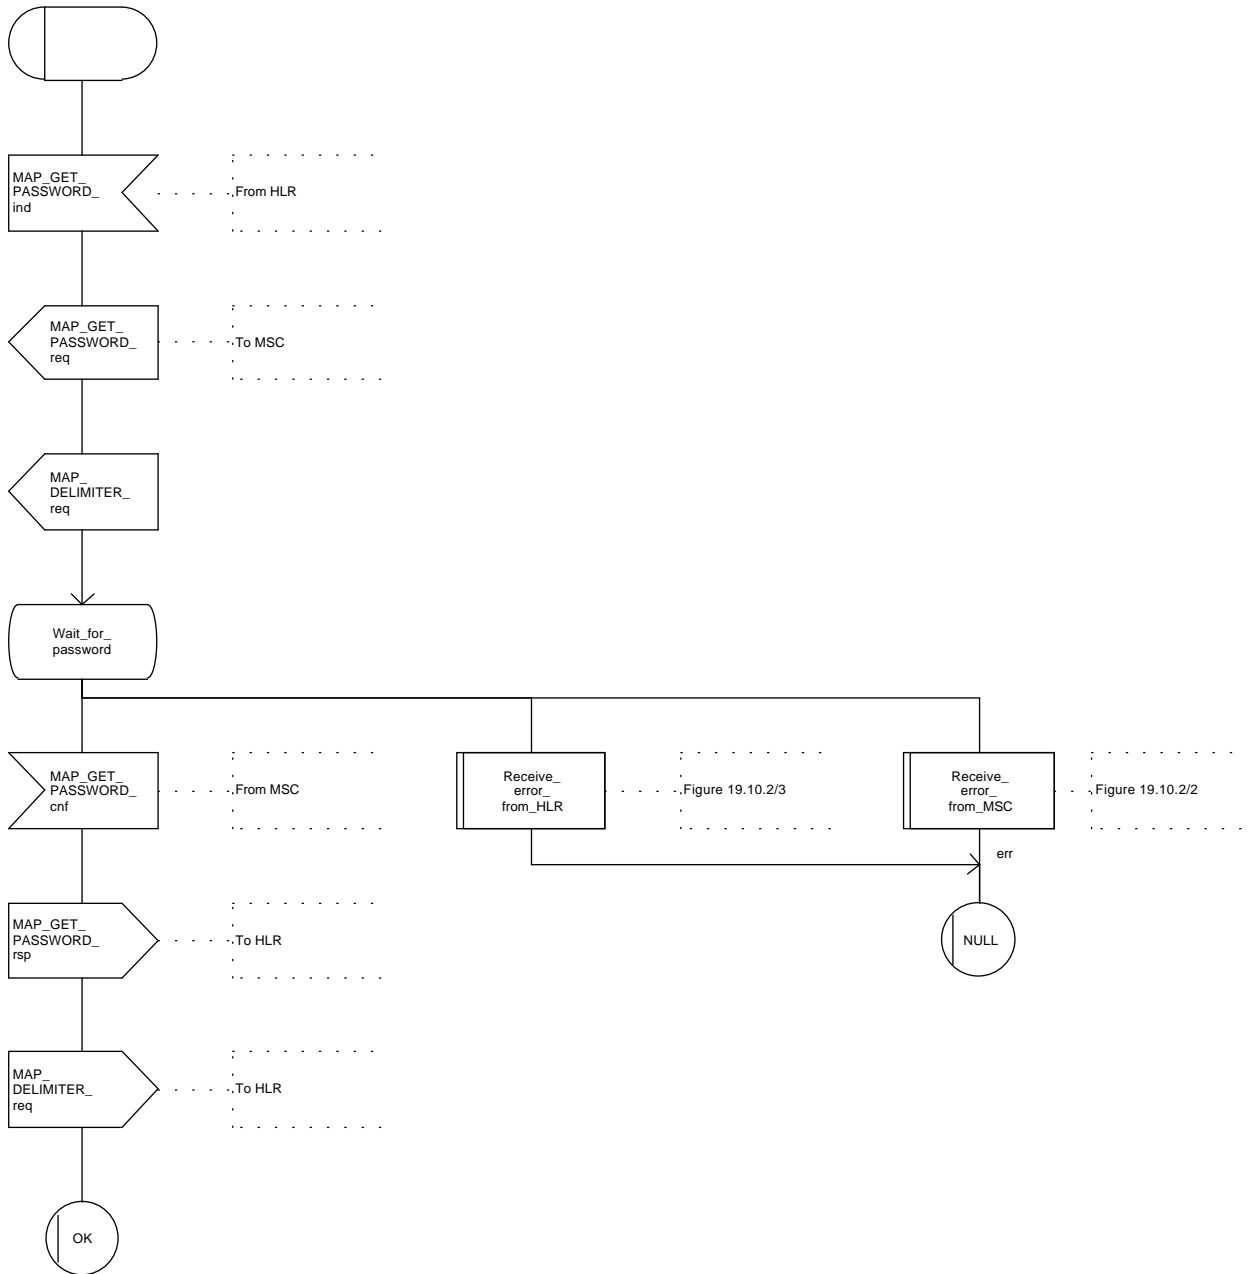 MAP_GET_
PASSWORD_
ind
From HLR
MAP_GET_
PASSWORD_
req
To MSC
MAP_
DELIMITER_
req
Wait_for_
password
MAP_GET_
PASSWORD_
cnf
From MSC
Receive_
error_
from_HLR
Figure 19.10.2/3
Receive_
error_
from_MSC
Figure 19.10.2/2
err
MAP_GET_
PASSWORD_
rsp
To HLR
NULL
MAP_
DELIMITER_
req
To HLR
OK